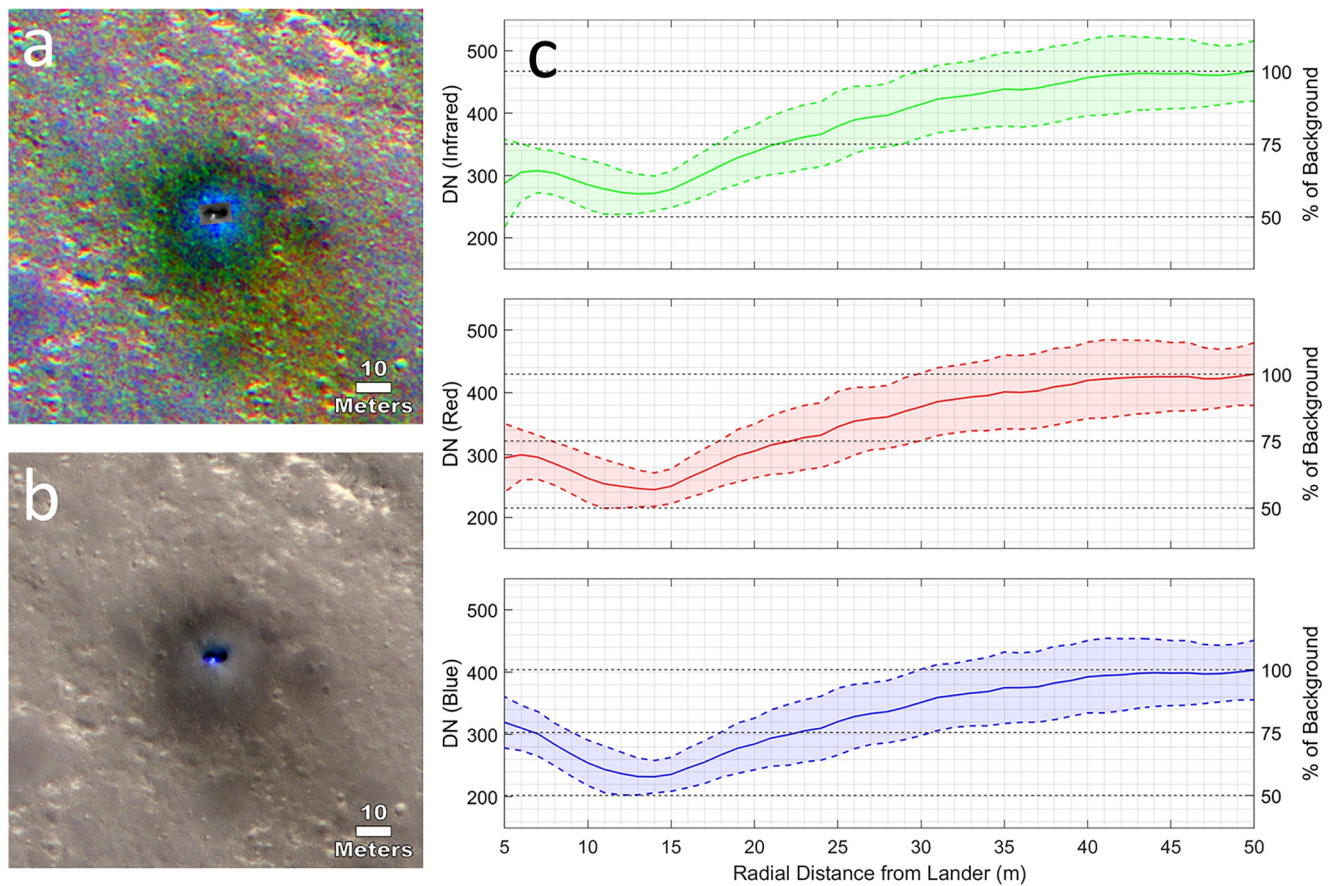 a
10
Meters
b
10
Meters
c
DN (Infrared)
500
400
300
200
100
75
50
% of Background
DN (Red)
500
400
300
200
100
75
50
% of Background
DN (Blue)
500
400
300
200
100
75
50
% of Background
5 10 15 20 25 30 35 40 45 50
Radial Distance from Lander (m)